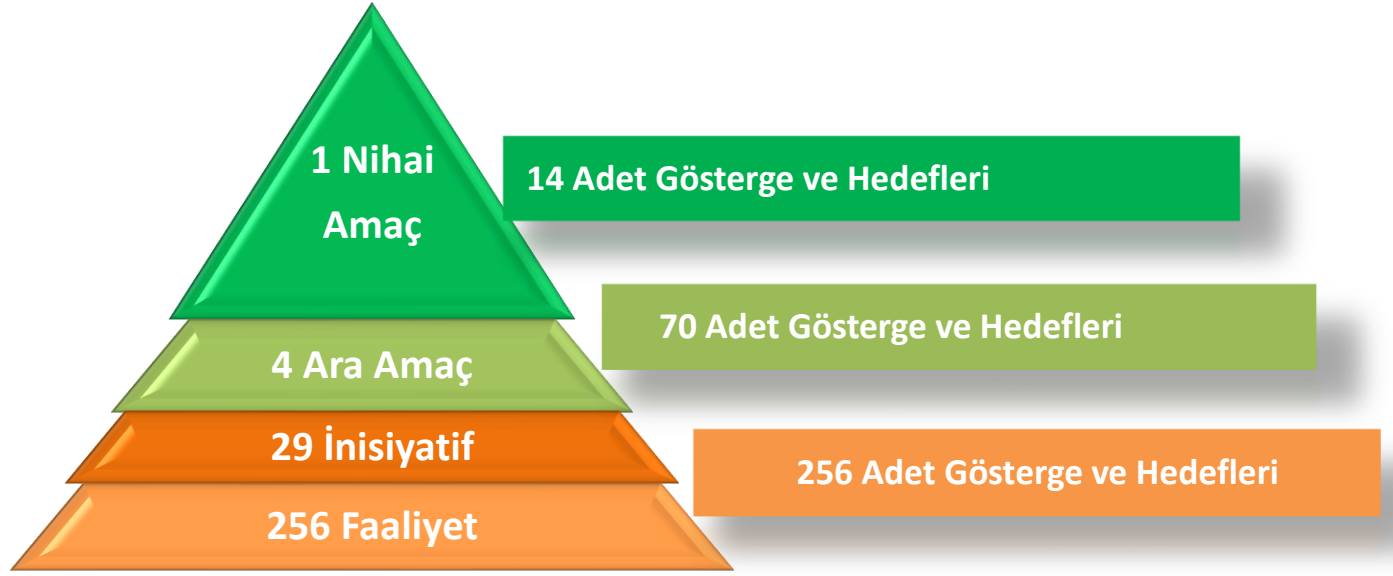 1 Nihai
Amaç
14 Adet Gösterge ve Hedefleri
4 Ara Amaç
70 Adet Gösterge ve Hedefleri
29 İnisiyatif
256 Faaliyet
256 Adet Gösterge ve Hedefleri